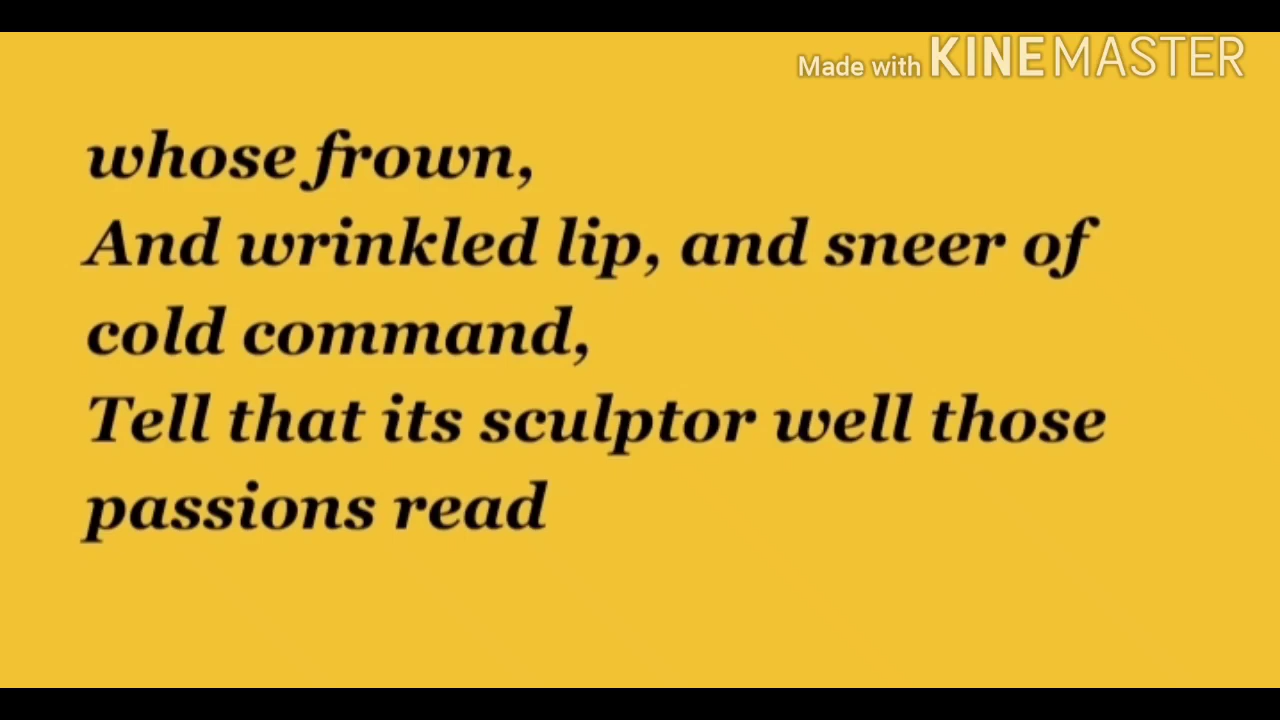 Made with KINEMASTER
whose frown,
And wrinkled lip, and sneer of
cold command,
Tell that its sculptor well those
passions read